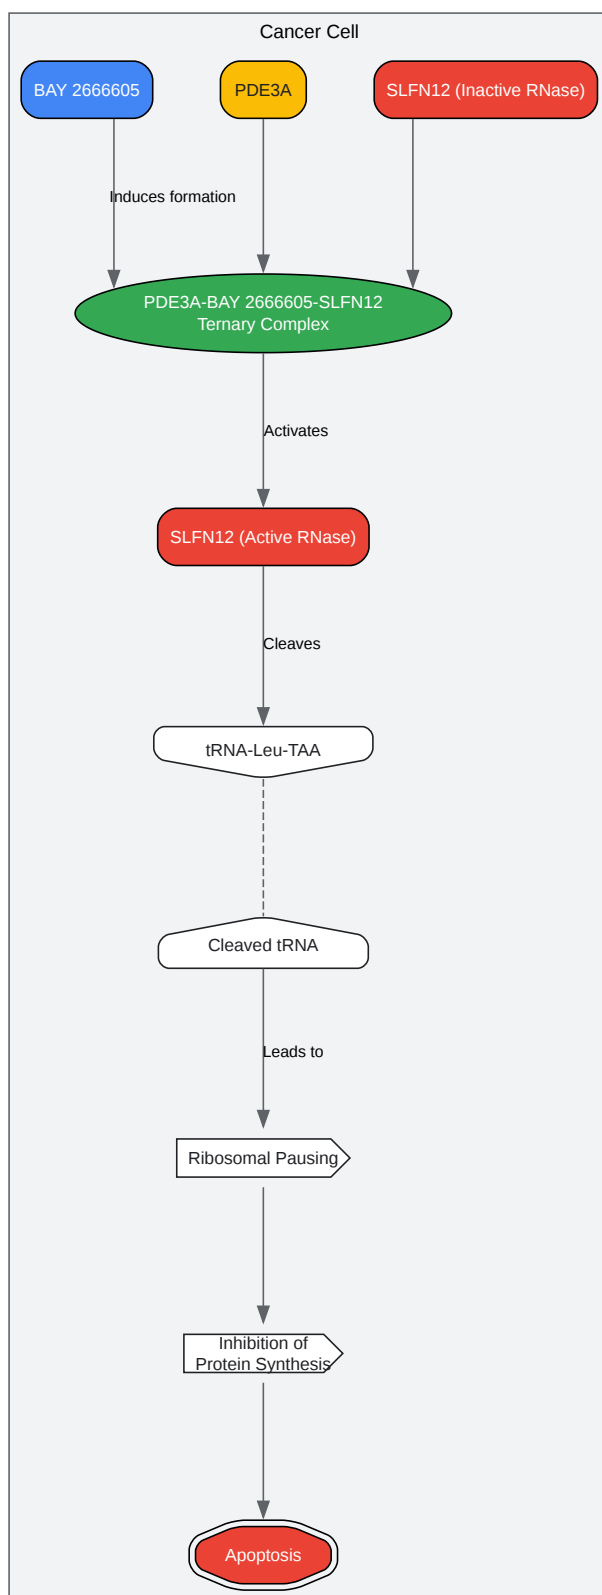 Cancer Cell
BAY 2666605
PDE3A
SLFN12 (Inactive RNase)
Induces formation
PDE3A-BAY 2666605-SLFN12
Ternary Complex
Activates
SLFN12 (Active RNase)
Cleaves
tRNA-Leu-TAA
Cleaved tRNA
Leads to
Ribosomal Pausing
Inhibition of
Protein Synthesis
Apoptosis